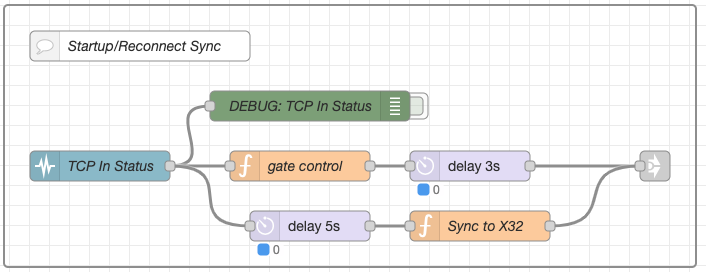 Startup/Reconnect Sync
DEBUG: TCP In Status
TCP In Status
gate control
delay 3s
0
delay 5s
Sync to X32
0